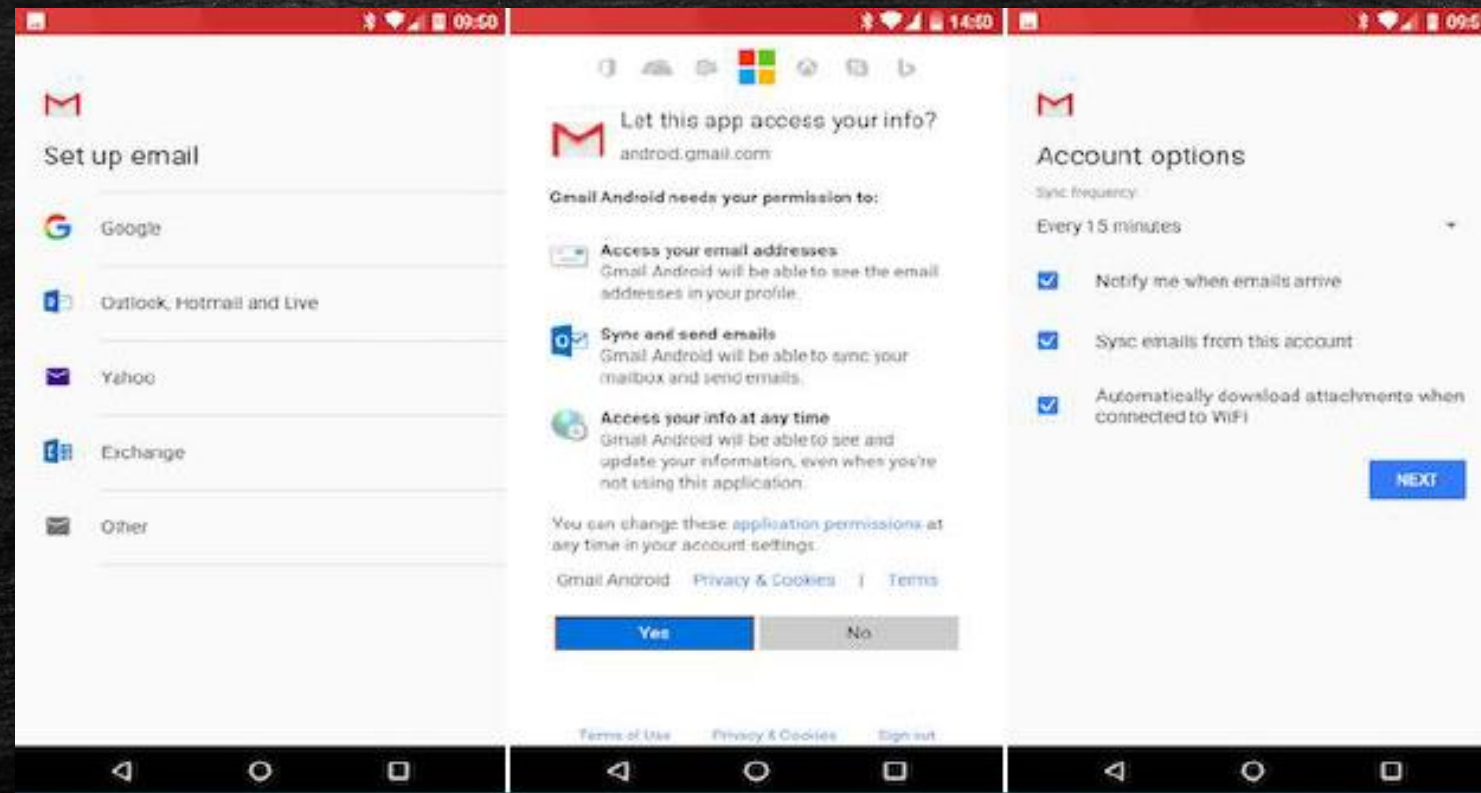 09:50
Set up email
Google
Outlook, Hotmail and Live
Yahoo
Exchange
Other
14:50
Let this app access your info?
android.gmail.com
Gmail Android needs your permission to:
Access your email addresses
Gmail Android will be able to see the email
addresses in your profile.
Sync and send emails
Gmail Android will be able to sync your
mailbox and send emails.
Access your info at any time
Gmail Android will be able to see and
update your information, even when you're
not using this application.
You can change these application permissions at
any time in your account settings.
Gmail Android Privacy & Cookies | Terms
Yes No
Terms of Use Privacy & Cookies Sign out
09:5
Account options
Sync frequency:
Every 15 minutes
Notify me when emails arrive
Sync emails from this account
Automatically download attachments when
connected to WiFi
NEXT